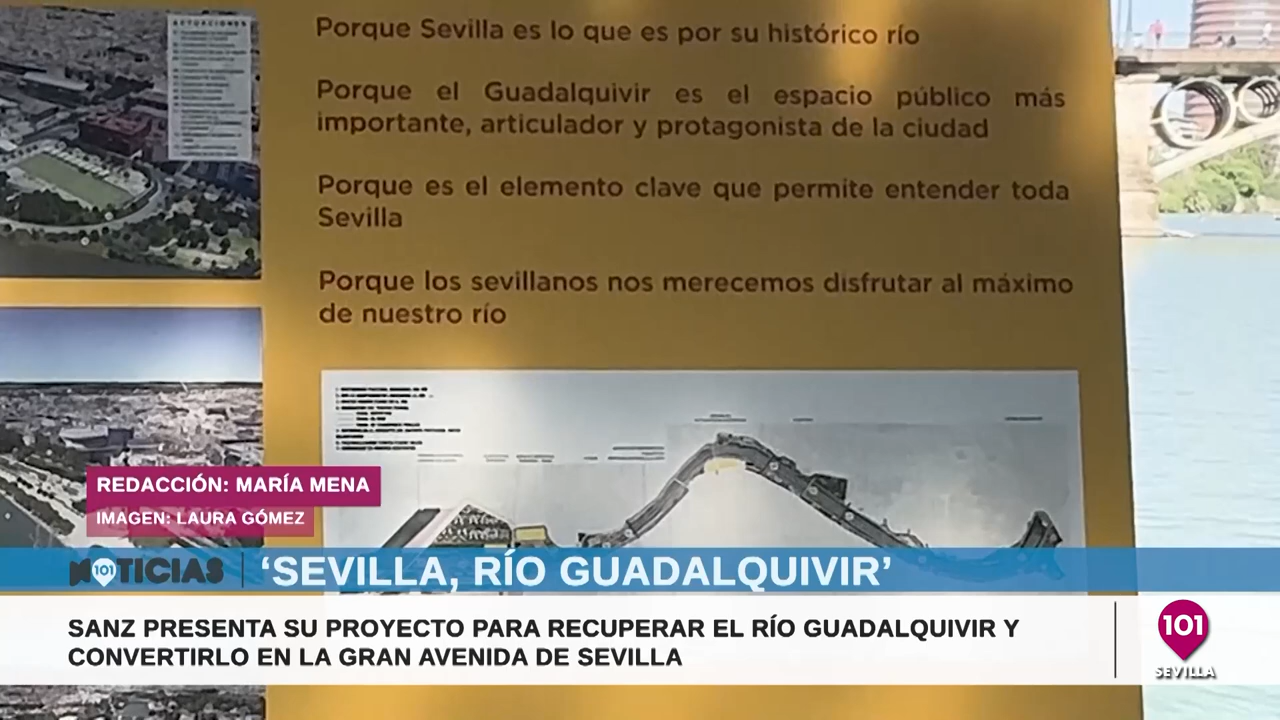 ACTUACIONES
Porque Sevilla es lo que es por su histórico río
Porque el Guadalquivir es el espacio público más
importante, articulador y protagonista de la ciudad
Porque es el elemento clave que permite entender toda
Sevilla
Porque los sevillanos nos merecemos disfrutar al máximo
de nuestro río
REDACCIÓN: MARÍA MENA
IMAGEN: LAURA GÓMEZ
101
NOTICIAS
‘SEVILLA, RÍO GUADALQUIVIR’
SANZ PRESENTA SU PROYECTO PARA RECUPERAR EL RÍO GUADALQUIVIR Y
CONVERTIRLO EN LA GRAN AVENIDA DE SEVILLA
101
SEVILLA